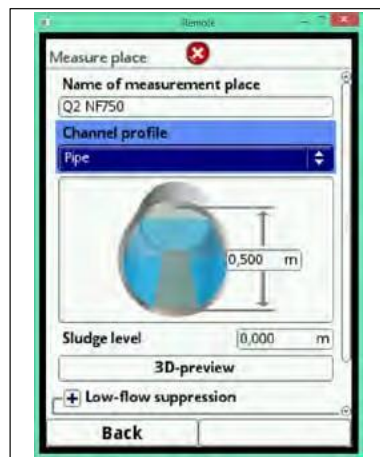 Remote
Measure place
Name of measurement place
Q2 NF750
Channel profile
Pipe
0,500 m
Sludge level 0,000 m
3D-preview
+ Low-flow suppression
Back